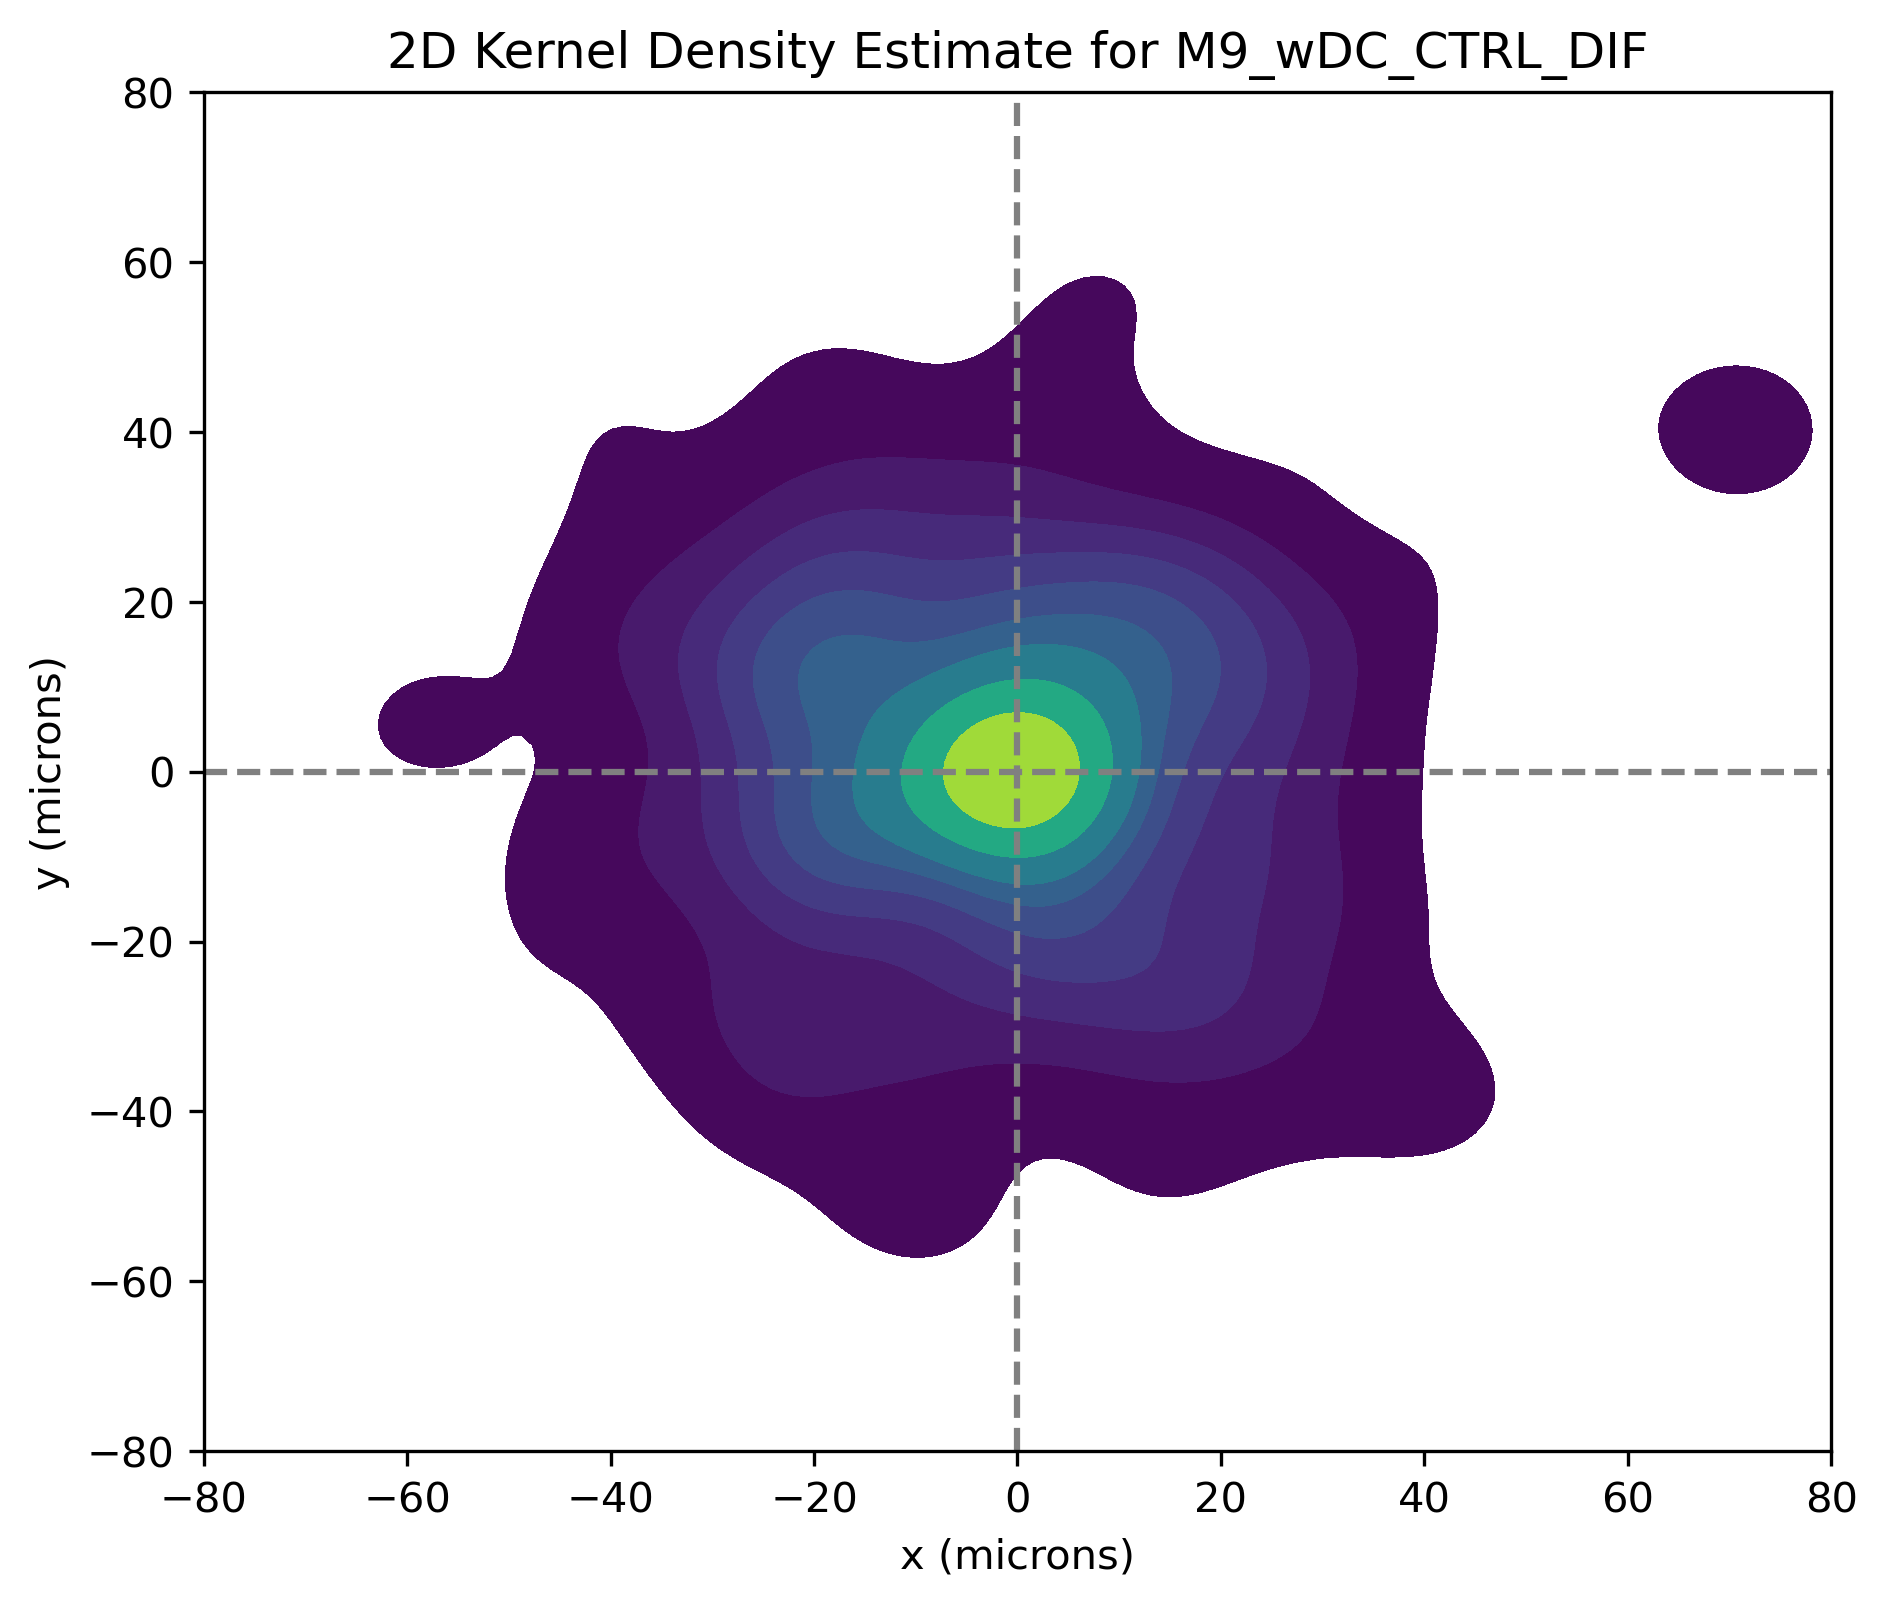 2D Kernel Density Estimate for M9_wDC_CTRL_DIF
80
60
40
20
0
−20
−40
−60
−80
y (microns)
−80 −60 −40 −20 0 20 40 60 80
x (microns)